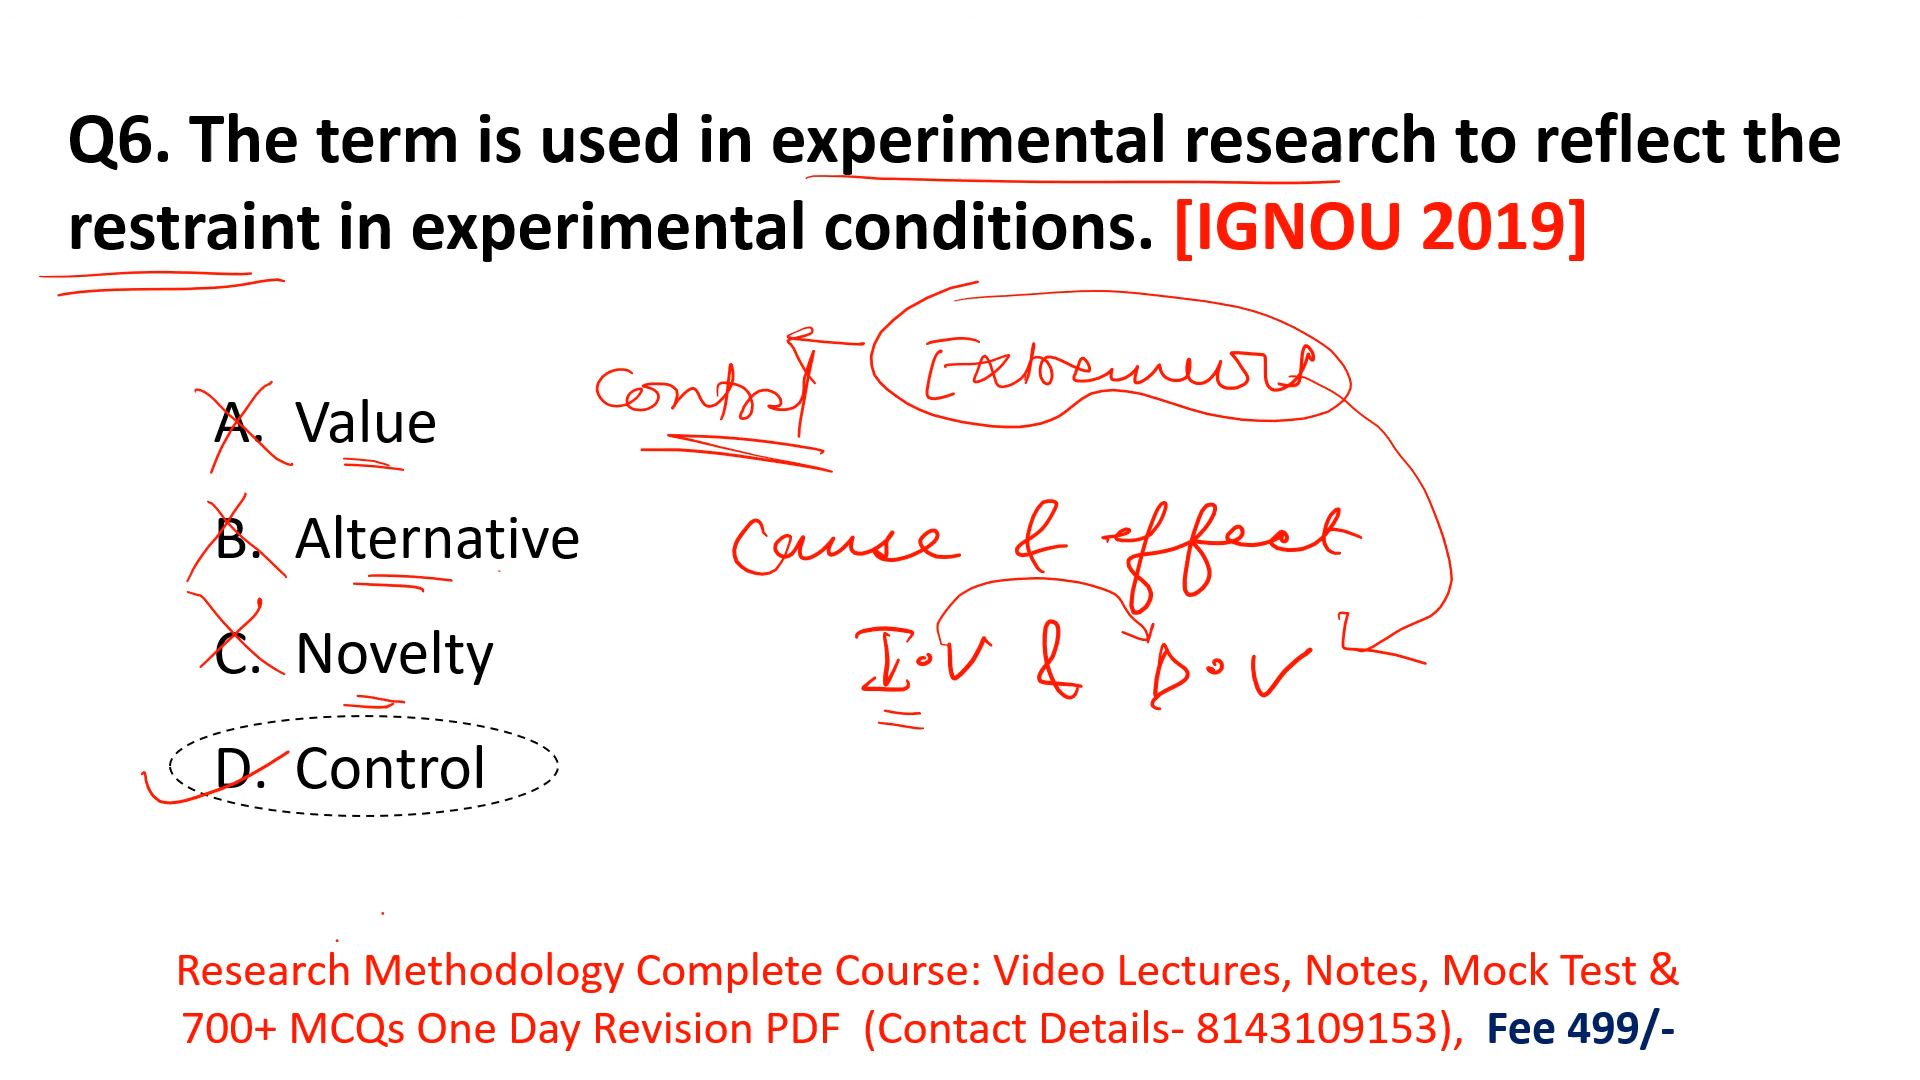 Q6. The term is used in experimental research to reflect the
restraint in experimental conditions. [IGNOU 2019]
control
A. Value
cause & effect
B. Alternative
I.V & D.V
C. Novelty
D. Control
Research Methodology Complete Course: Video Lectures, Notes, Mock Test &
700+ MCQs One Day Revision PDF (Contact Details- 8143109153), Fee 499/-